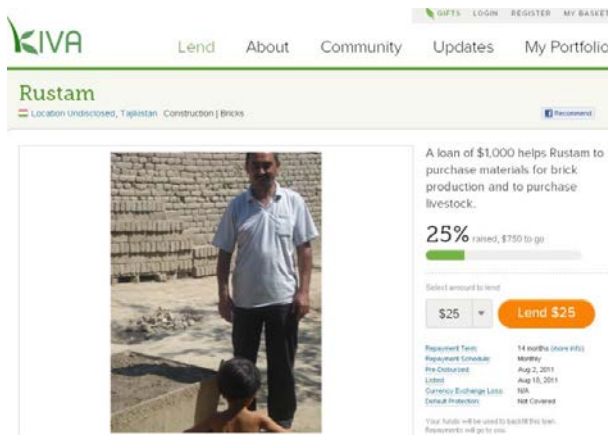 GIFTS LOGIN REGISTER MY BASKET
KIVA
Lend About Community Updates My Portfolio
Rustam
Location Undisclosed, Tajikistan Construction | Bricks
Recommend
A loan of $1,000 helps Rustam to
purchase materials for brick
production and to purchase
livestock.
25% raised, $750 to go
Select amount to lend
$25 Lend $25
Repayment Term: 14 months (more info)
Repayment Schedule: Monthly
Pre-Disbursed: Aug 2, 2011
Listed Aug 10, 2011
Currency Exchange Loss: N/A
Default Protection: Not Covered
Your funds will be used to backfill this loan.
Repayments will go to you.